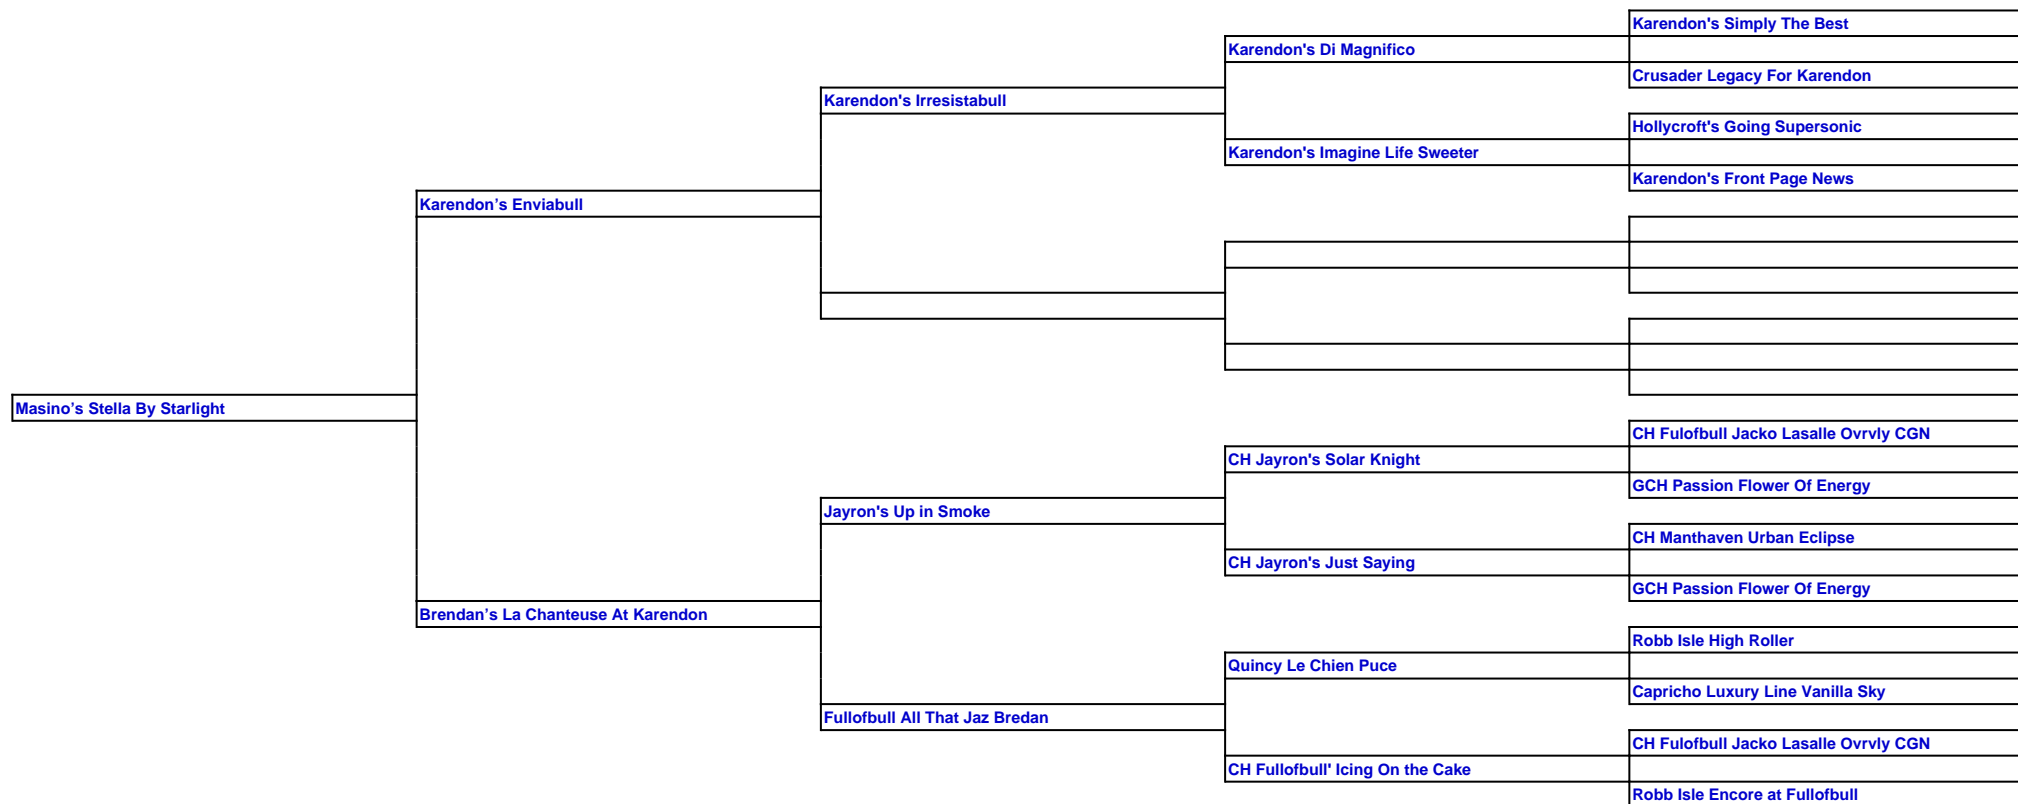 Karendon's Simply The Best
Karendon's Di Magnifico
Crusader Legacy For Karendon
Karendon's Irresistabull
Hollycroft's Going Supersonic
Karendon's Imagine Life Sweeter
Karendon's Front Page News
Karendon’s Enviabull
Masino’s Stella By Starlight
CH Fulofbull Jacko Lasalle Ovrvly CGN
CH Jayron's Solar Knight
GCH Passion Flower Of Energy
Jayron's Up in Smoke
CH Manthaven Urban Eclipse
CH Jayron's Just Saying
GCH Passion Flower Of Energy
Brendan’s La Chanteuse At Karendon
Robb Isle High Roller
Quincy Le Chien Puce
Capricho Luxury Line Vanilla Sky
Fullofbull All That Jaz Bredan
CH Fulofbull Jacko Lasalle Ovrvly CGN
CH Fullofbull' Icing On the Cake
Robb Isle Encore at Fullofbull